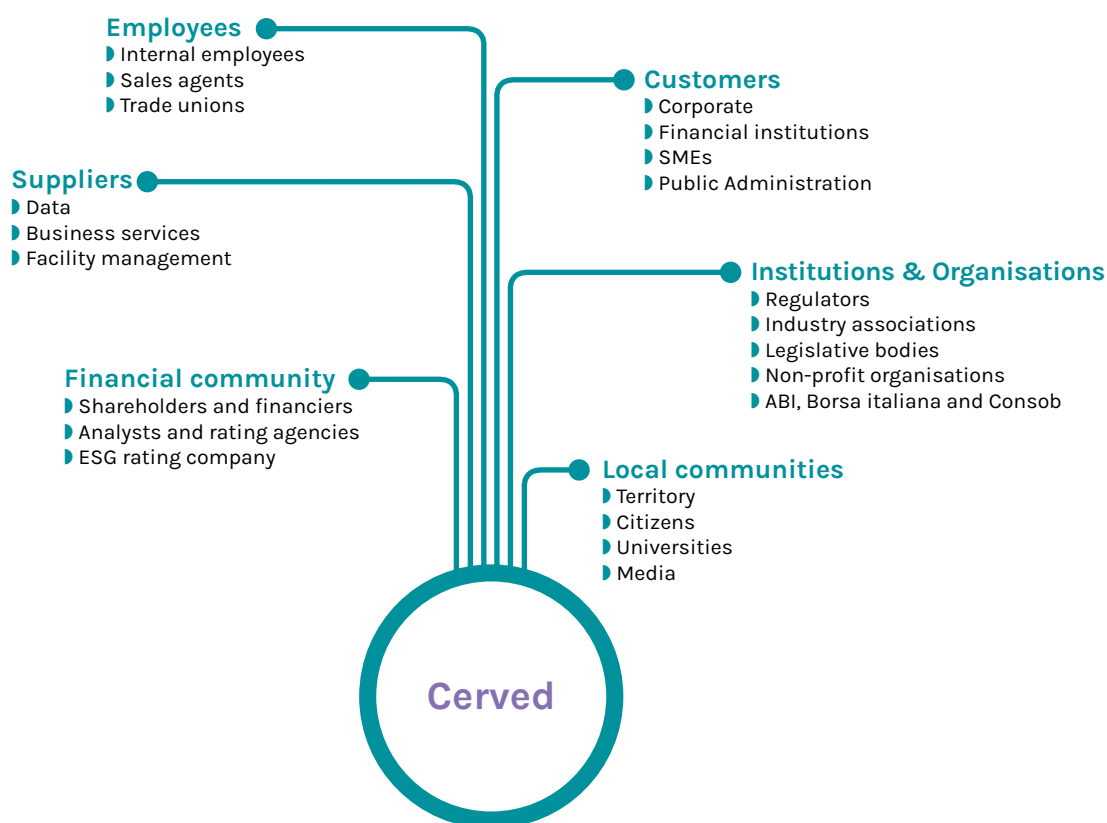 Employees
Internal employees
Sales agents
Trade unions
Customers
Corporate
Financial institutions
SMEs
Public Administration
Suppliers
Data
Business services
Facility management
Institutions & Organisations
Regulators
Industry associations
Legislative bodies
Non-profit organisations
ABI, Borsa italiana and Consob
Financial community
Shareholders and financiers
Analysts and rating agencies
ESG rating company
Local communities
Territory
Citizens
Universities
Media
Cerved